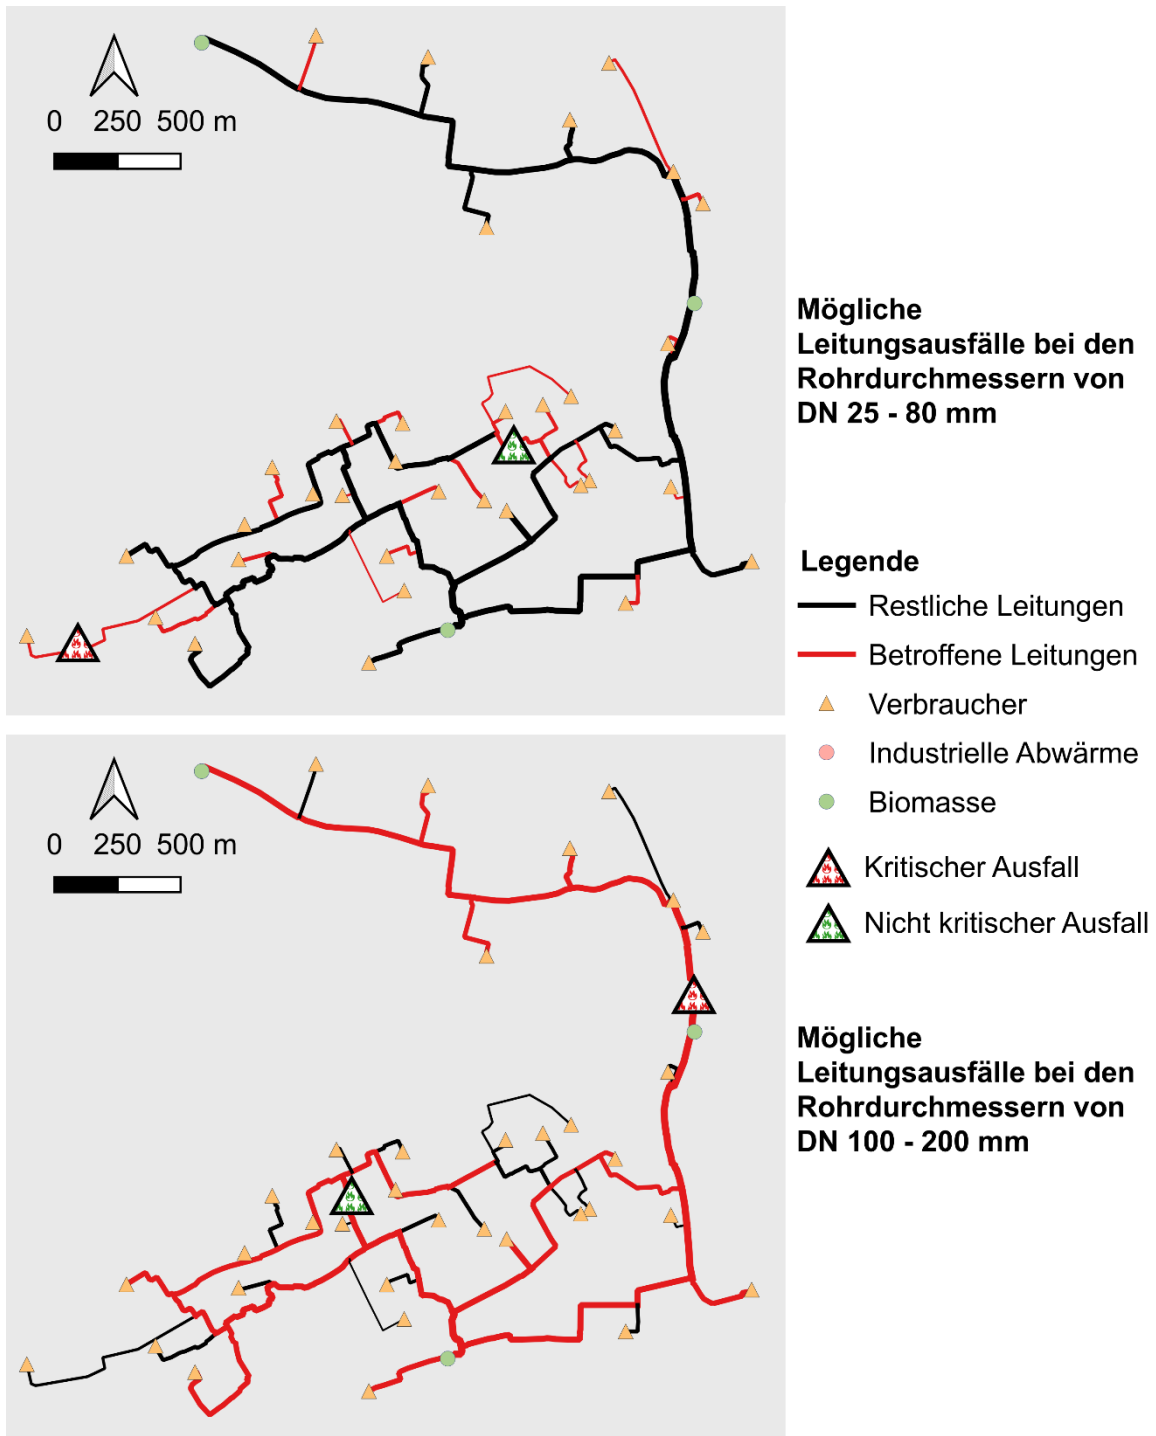 0 250 500 m
Mögliche
Leitungsausfälle bei den
Rohrdurchmessern von
DN 25 - 80 mm
Legende
Restliche Leitungen
Betroffene Leitungen
Verbraucher
Industrielle Abwärme
Biomasse
Kritischer Ausfall
Nicht kritischer Ausfall
0 250 500 m
Mögliche
Leitungsausfälle bei den
Rohrdurchmessern von
DN 100 - 200 mm